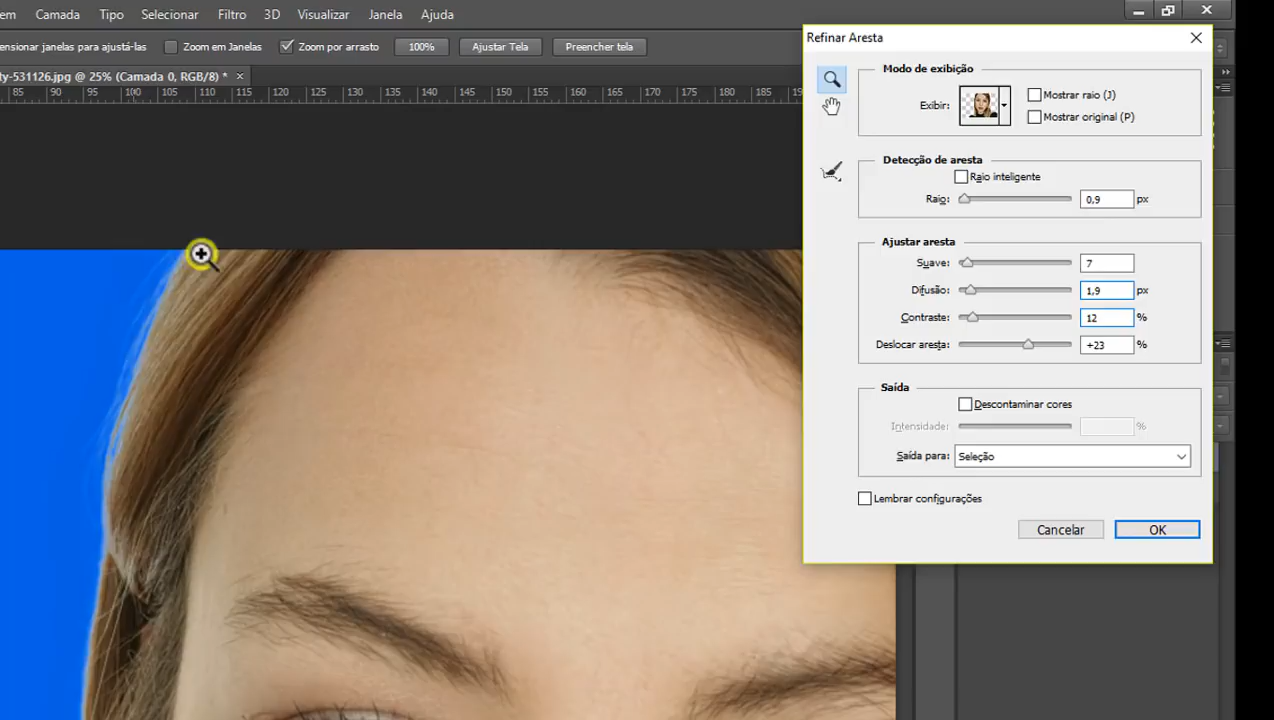 em Camada Tipo Selecionar Filtro 3D Visualizar Janela Ajuda
ensionar janelas para ajustá-las Zoom em Janelas Zoom por arrasto 100% Ajustar Tela Preencher tela
ty-531126.jpg @ 25% (Camada 0, RGB/8) *
85 90 95 100 105 110 115 120 125 130 135 140 145 150 155 160 165 170 175 180 185 19
Refinar Aresta
Modo de exibição
Exibir: Mostrar raio (J)
Mostrar original (P)
Detecção de aresta
Raio inteligente
Raio: 0,9 px
Ajustar aresta
Suave: 7
Difusão: 1,9 px
Contraste: 12 %
Deslocar aresta: +23 %
Saída
Descontaminar cores
Intensidade: %
Saída para: Seleção
Lembrar configurações
Cancelar OK